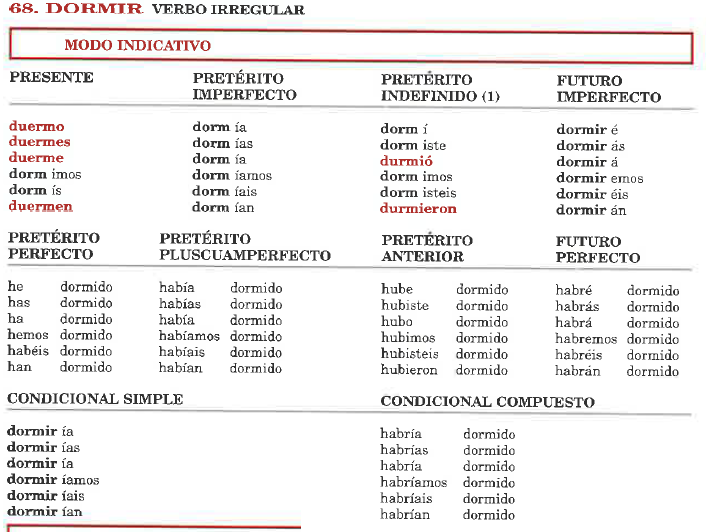 68. DORMIR VERBO IRREGULAR
MODO INDICATIVO
PRESENTE
duermo
duermes
duerme
dorm imos
dorm ís
duermen
PRETÉRITO
IMPERFECTO
dorm ía
dorm ías
dorm ía
dorm íamos
dorm íais
dorm ían
PRETÉRITO
INDEFINIDO (1)
dorm í
dorm iste
durmió
dorm imos
dorm isteis
durmieron
FUTURO
IMPERFECTO
dormir é
dormir ás
dormir á
dormir emos
dormir éis
dormir án
PRETÉRITO
PERFECTO
he dormido
has dormido
ha dormido
hemos dormido
habéis dormido
han dormido
PRETÉRITO
PLUSCUAMPERFECTO
había dormido
habías dormido
había dormido
habíamos dormido
habíais dormido
habían dormido
PRETÉRITO
ANTERIOR
hube dormido
hubiste dormido
hubo dormido
hubimos dormido
hubisteis dormido
hubieron dormido
FUTURO
PERFECTO
habré dormido
habrás dormido
habrá dormido
habremos dormido
habréis dormido
habrán dormido
CONDICIONAL SIMPLE
dormir ía
dormir ías
dormir ía
dormir íamos
dormir íais
dormir ían
CONDICIONAL COMPUESTO
habría dormido
habrías dormido
habría dormido
habríamos dormido
habríais dormido
habrían dormido